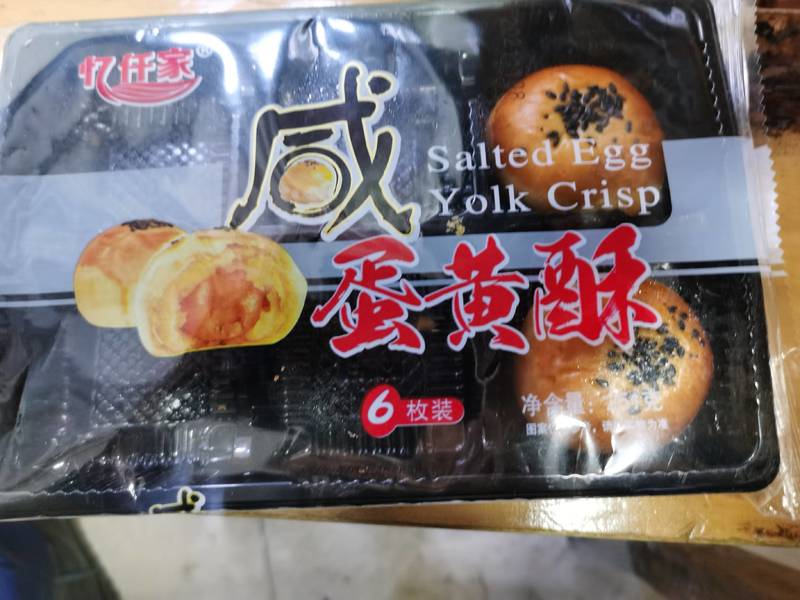 忆仟家®
咸
Salted Egg
Yolk Crisp
蛋黄酥
6枚装
净含量: